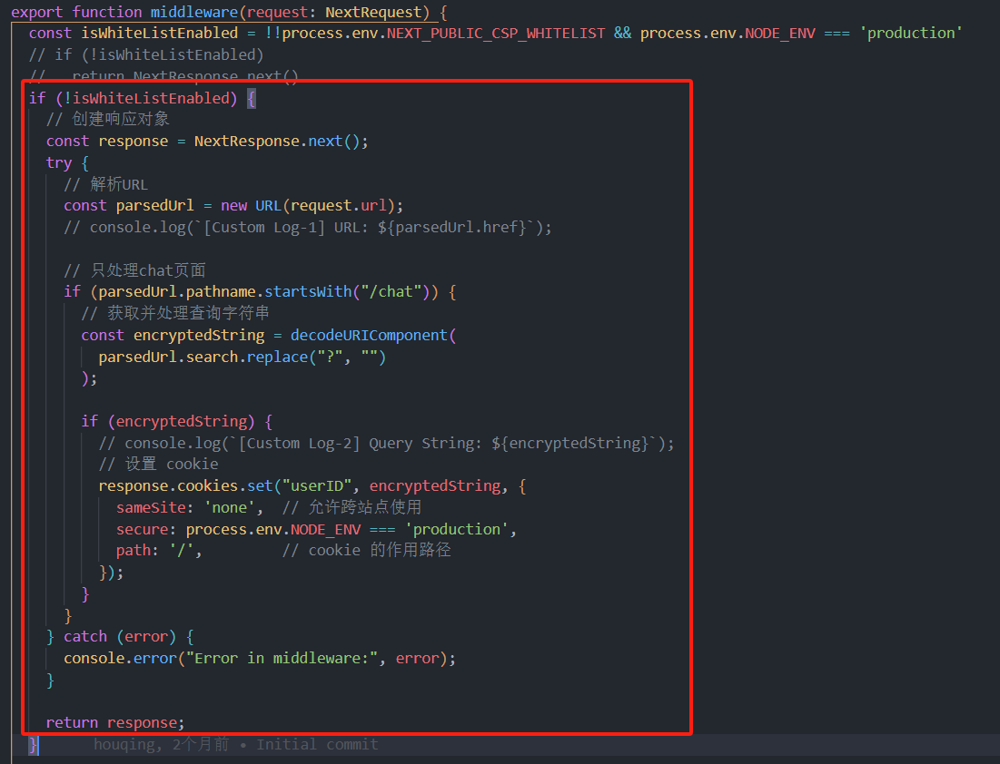 export function middleware(request: NextRequest) {
const isWhiteListEnabled = !!process.env.NEXT_PUBLIC_CSP_WHITELIST && process.env.NODE_ENV === 'production'
// if (!isWhiteListEnabled)
//   return NextResponse.next()
if (!isWhiteListEnabled) {
// 创建响应对象
const response = NextResponse.next();
try {
// 解析URL
const parsedUrl = new URL(request.url);
// console.log(`[Custom Log-1] URL: ${parsedUrl.href}`);
// 只处理chat页面
if (parsedUrl.pathname.startsWith("/chat")) {
// 获取并处理查询字符串
const encryptedString = decodeURIComponent(
parsedUrl.search.replace("?", "")
);
if (encryptedString) {
// console.log(`[Custom Log-2] Query String: ${encryptedString}`);
// 设置 cookie
response.cookies.set("userID", encryptedString, {
sameSite: 'none',  // 允许跨站点使用
secure: process.env.NODE_ENV === 'production',
path: '/',         // cookie 的作用路径
});
}
}
} catch (error) {
console.error("Error in middleware:", error);
}
return response;
}      houqing, 2个月前 • Initial commit